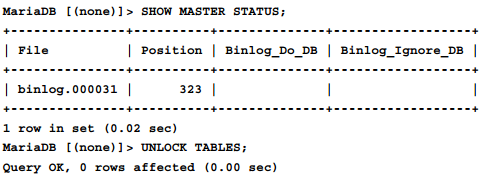 MariaDB [(none)]> SHOW MASTER STATUS;
+---------------+----------+--------------+------------------+
| File          | Position | Binlog_Do_DB | Binlog_Ignore_DB |
+---------------+----------+--------------+------------------+
| binlog.000031 |      323 |              |                  |
+---------------+----------+--------------+------------------+
1 row in set (0.02 sec)
MariaDB [(none)]> UNLOCK TABLES;
Query OK, 0 rows affected (0.00 sec)